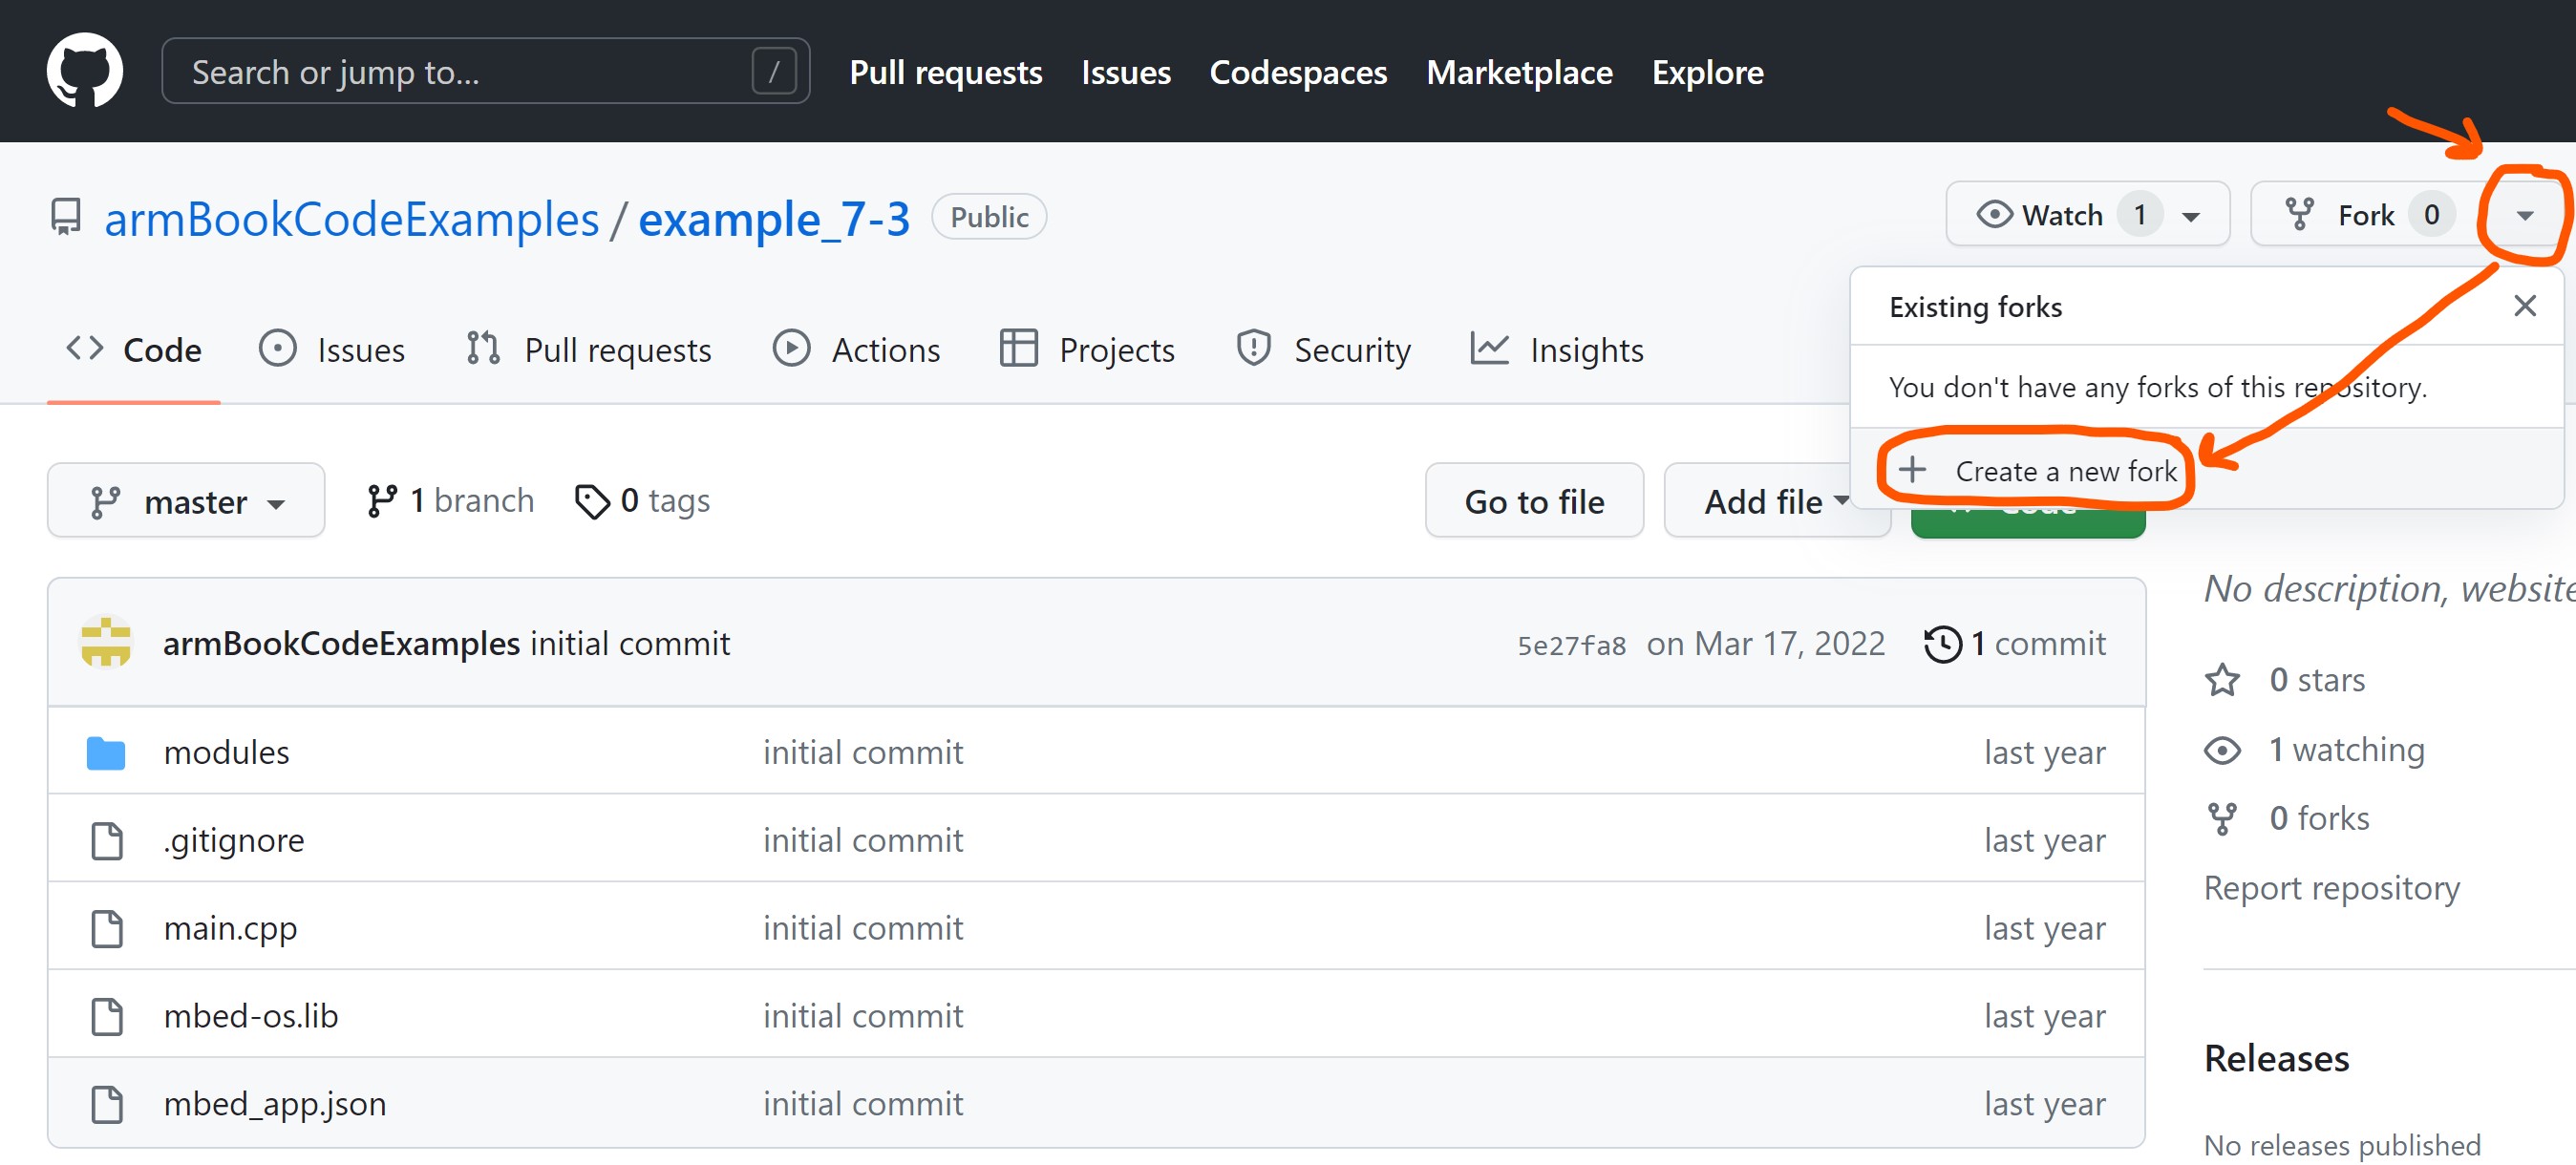 Search or jump to... / Pull requests Issues Codespaces Marketplace Explore
armBookCodeExamples / example_7-3 Public Watch 1 Fork 0
Existing forks
Code Issues Pull requests Actions Projects Security Insights
You don't have any forks of this repository.
Create a new fork
master 1 branch 0 tags Go to file Add file Code
No description, website
armBookCodeExamples initial commit 5e27fa8 on Mar 17, 2022 1 commit
0 stars
modules initial commit last year
1 watching
0 forks
.gitignore initial commit last year
Report repository
main.cpp initial commit last year
mbed-os.lib initial commit last year
Releases
mbed_app.json initial commit last year
No releases published